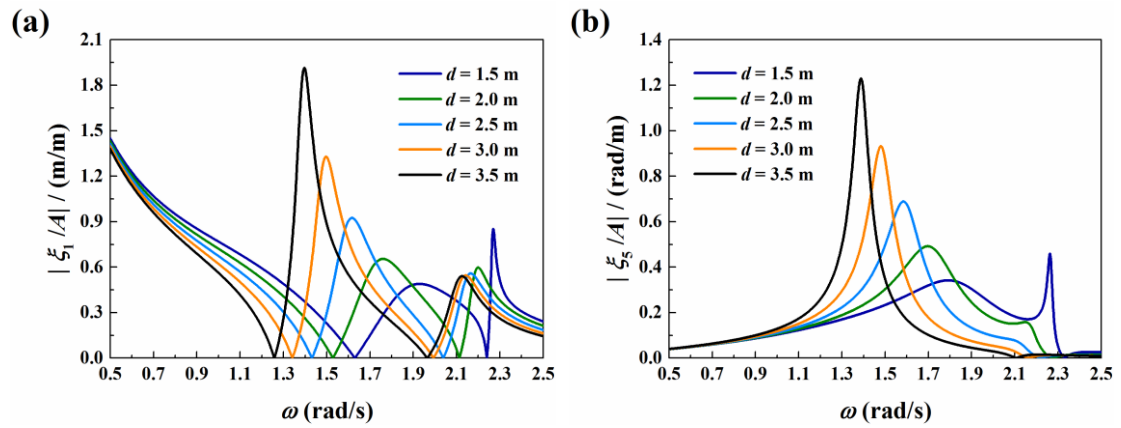 (a)
2.1
1.8
1.5
1.2
0.9
0.6
0.3
0.0
| ξ1 /A| / (m/m)
d = 1.5 m
d = 2.0 m
d = 2.5 m
d = 3.0 m
d = 3.5 m
0.5 0.7 0.9 1.1 1.3 1.5 1.7 1.9 2.1 2.3 2.5
ω (rad/s)
(b)
1.4
1.2
1.0
0.8
0.6
0.4
0.2
0.0
| ξ5 /A| / (rad/m)
d = 1.5 m
d = 2.0 m
d = 2.5 m
d = 3.0 m
d = 3.5 m
0.5 0.7 0.9 1.1 1.3 1.5 1.7 1.9 2.1 2.3 2.5
ω (rad/s)